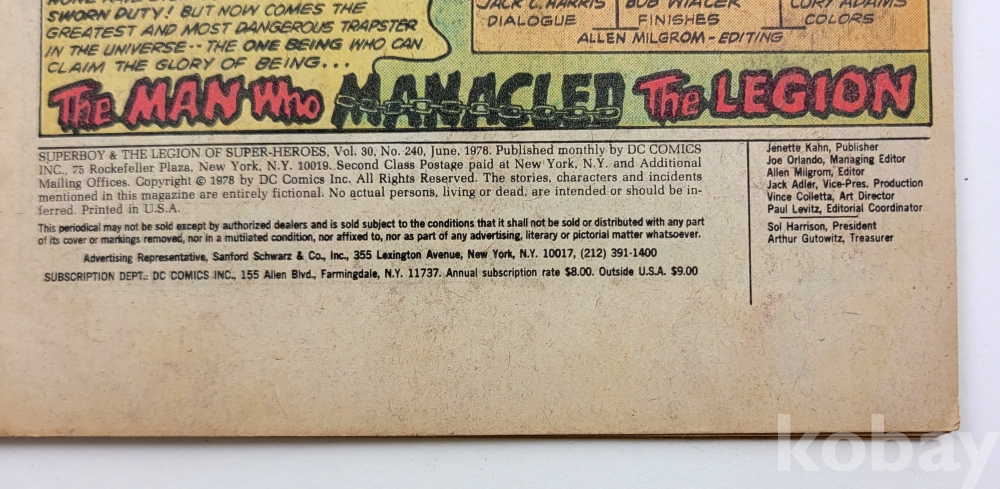 SWORN DUTY! BUT NOW COMES THE
GREATEST AND MOST DANGEROUS TRAPSTER
IN THE UNIVERSE -- THE ONE BEING WHO CAN
CLAIM THE GLORY OF BEING...
JACK C. HARRIS
DIALOGUE
FINISHES
COLORS
ALLEN MILGROM - EDITING
The MAN Who MANACLED The LEGION
SUPERBOY & THE LEGION OF SUPER-HEROES, Vol. 30, No. 240, June, 1978. Published monthly by DC COMICS
INC., 75 Rockefeller Plaza, New York, N.Y. 10019. Second Class Postage paid at New York, N.Y. and Additional
Mailing Offices. Copyright © 1978 by DC Comics Inc. All Rights Reserved. The stories, characters and incidents
mentioned in this magazine are entirely fictional. No actual persons, living or dead, are intended or should be in-
ferred. Printed in U.S.A.
This periodical may not be sold except by authorized dealers and is sold subject to the conditions that it shall not be sold or distributed with any part
of its cover or markings removed, nor in a mutilated condition, nor affixed to, nor as part of any advertising, literary or pictorial matter whatsoever.
Advertising Representative, Sanford Schwarz & Co., Inc., 355 Lexington Avenue, New York, N.Y. 10017, (212) 391-1400
SUBSCRIPTION DEPT.: DC COMICS INC., 155 Allen Blvd., Farmingdale, N.Y. 11737. Annual subscription rate $8.00. Outside U.S.A. $9.00
Jenette Kahn, Publisher
Joe Orlando, Managing Editor
Allen Milgrom, Editor
Jack Adler, Vice-Pres. Production
Vince Colletta, Art Director
Paul Levitz, Editorial Coordinator
Sol Harrison, President
Arthur Gutowitz, Treasurer
kobay